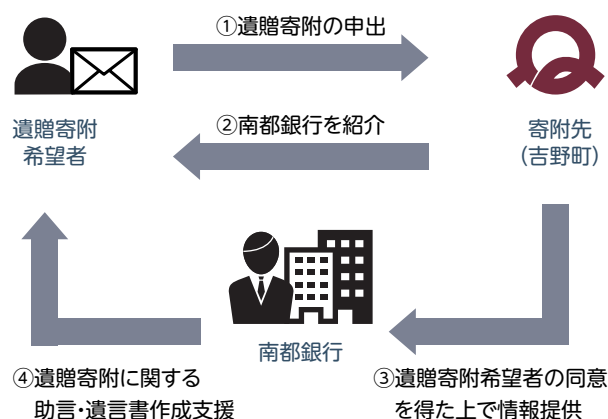 ①遺贈寄附の申出
遺贈寄附
希望者
②南都銀行を紹介
寄附先
(吉野町)
南都銀行
③遺贈寄附希望者の同意
を得た上で情報提供
④遺贈寄附に関する
助言・遺言書作成支援